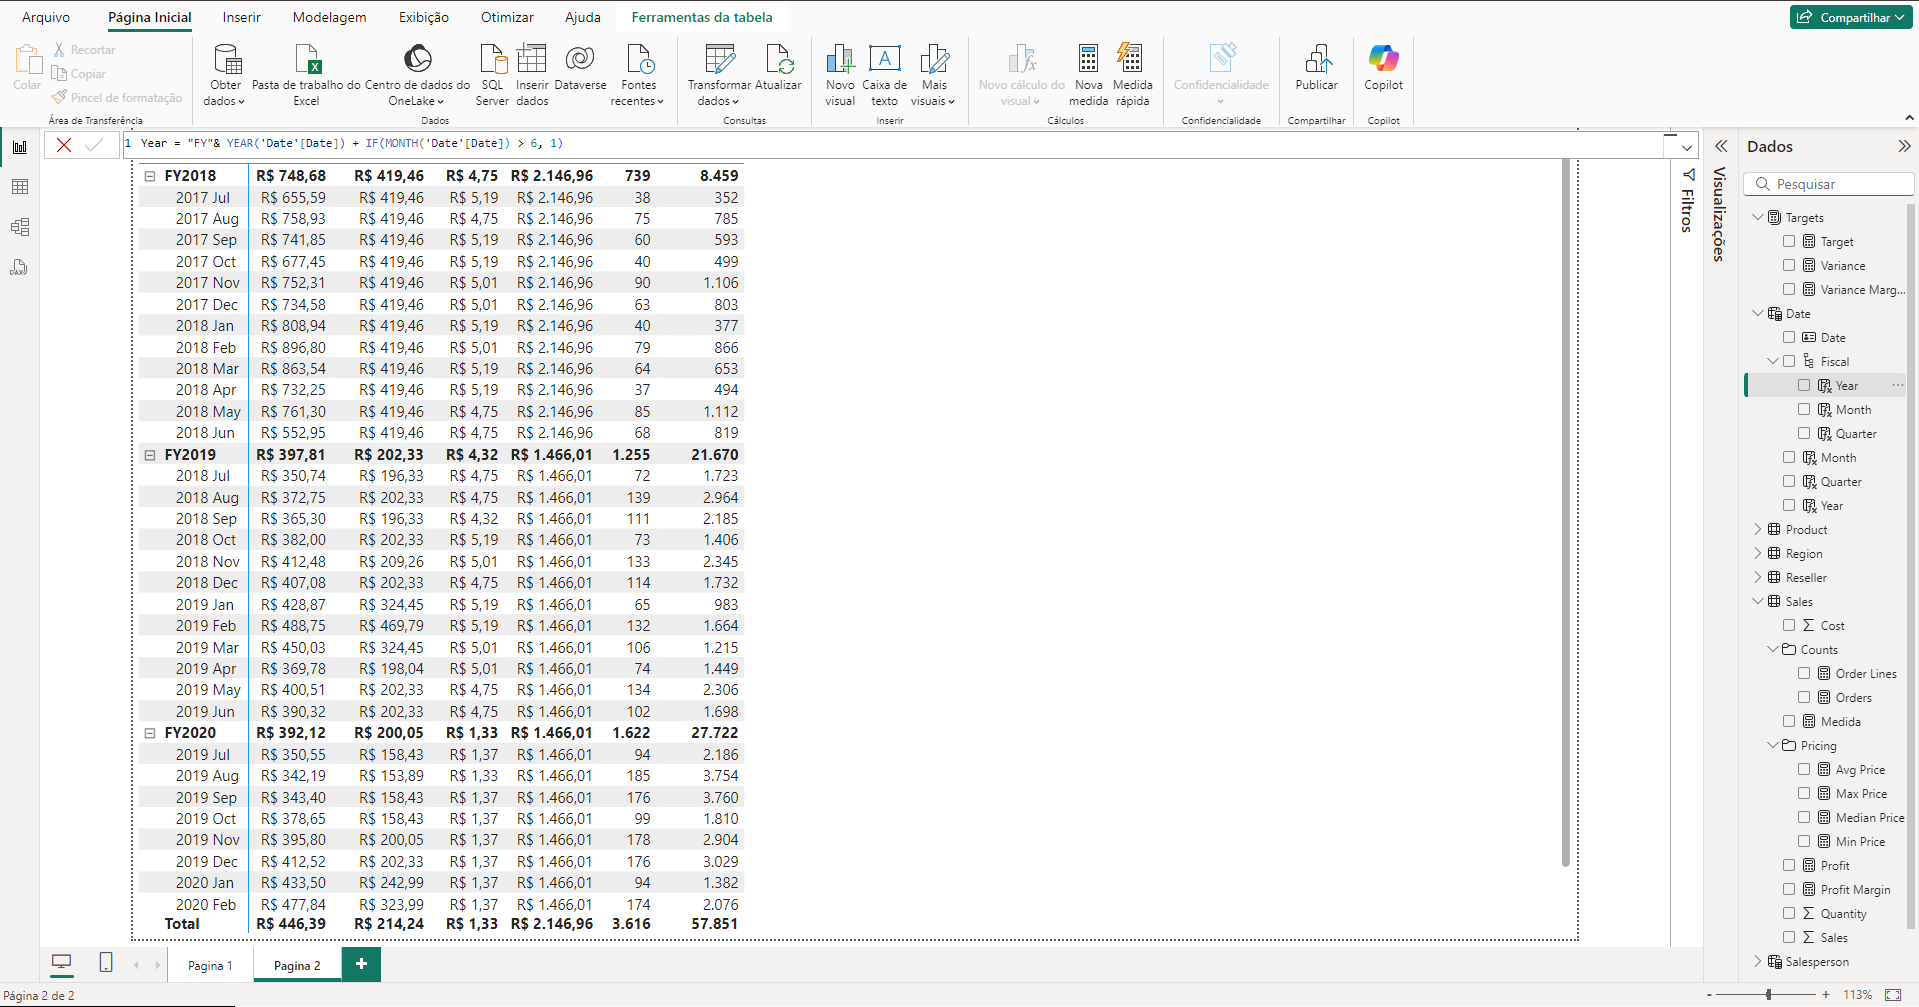 Arquivo Página Inicial Inserir Modelagem Exibição Otimizar Ajuda Ferramentas da tabela Compartilhar
Colar
Recortar
Copiar
Pincel de formatação
Área de Transferência
Obter dados
Pasta de trabalho do Excel
Centro de dados do OneLake
SQL Server
Inserir dados
Dataverse
Fontes recentes
Dados
Transformar dados
Atualizar
Consultas
Novo visual
Caixa de texto
Mais visuais
Inserir
Novo cálculo do visual
Nova medida
Medida rápida
Cálculos
Confidencialidade
Confidencialidade
Publicar
Compartilhar
Copilot
Copilot
1 Year = "FY"& YEAR('Date'[Date]) + IF(MONTH('Date'[Date]) > 6, 1)
FY2018 R$ 748,68 R$ 419,46 R$ 4,75 R$ 2.146,96 739 8.459
2017 Jul R$ 655,59 R$ 419,46 R$ 5,19 R$ 2.146,96 38 352
2017 Aug R$ 758,93 R$ 419,46 R$ 4,75 R$ 2.146,96 75 785
2017 Sep R$ 741,85 R$ 419,46 R$ 5,19 R$ 2.146,96 60 593
2017 Oct R$ 677,45 R$ 419,46 R$ 5,19 R$ 2.146,96 40 499
2017 Nov R$ 752,31 R$ 419,46 R$ 5,01 R$ 2.146,96 90 1.106
2017 Dec R$ 734,58 R$ 419,46 R$ 5,01 R$ 2.146,96 63 803
2018 Jan R$ 808,94 R$ 419,46 R$ 5,19 R$ 2.146,96 40 377
2018 Feb R$ 896,80 R$ 419,46 R$ 5,01 R$ 2.146,96 79 866
2018 Mar R$ 863,54 R$ 419,46 R$ 5,19 R$ 2.146,96 64 653
2018 Apr R$ 732,25 R$ 419,46 R$ 5,19 R$ 2.146,96 37 494
2018 May R$ 761,30 R$ 419,46 R$ 4,75 R$ 2.146,96 85 1.112
2018 Jun R$ 552,95 R$ 419,46 R$ 4,75 R$ 2.146,96 68 819
FY2019 R$ 397,81 R$ 202,33 R$ 4,32 R$ 1.466,01 1.255 21.670
2018 Jul R$ 350,74 R$ 196,33 R$ 4,75 R$ 1.466,01 72 1.723
2018 Aug R$ 372,75 R$ 202,33 R$ 4,75 R$ 1.466,01 139 2.964
2018 Sep R$ 365,30 R$ 196,33 R$ 4,32 R$ 1.466,01 111 2.185
2018 Oct R$ 382,00 R$ 202,33 R$ 5,19 R$ 1.466,01 73 1.406
2018 Nov R$ 412,48 R$ 209,26 R$ 5,01 R$ 1.466,01 133 2.345
2018 Dec R$ 407,08 R$ 202,33 R$ 4,75 R$ 1.466,01 114 1.732
2019 Jan R$ 428,87 R$ 324,45 R$ 5,19 R$ 1.466,01 65 983
2019 Feb R$ 488,75 R$ 469,79 R$ 5,19 R$ 1.466,01 132 1.664
2019 Mar R$ 450,03 R$ 324,45 R$ 5,01 R$ 1.466,01 106 1.215
2019 Apr R$ 369,78 R$ 198,04 R$ 5,01 R$ 1.466,01 74 1.449
2019 May R$ 400,51 R$ 202,33 R$ 4,75 R$ 1.466,01 134 2.306
2019 Jun R$ 390,32 R$ 202,33 R$ 4,75 R$ 1.466,01 102 1.698
FY2020 R$ 392,12 R$ 200,05 R$ 1,33 R$ 1.466,01 1.622 27.722
2019 Jul R$ 350,55 R$ 158,43 R$ 1,37 R$ 1.466,01 94 2.186
2019 Aug R$ 342,19 R$ 153,89 R$ 1,33 R$ 1.466,01 185 3.754
2019 Sep R$ 343,40 R$ 158,43 R$ 1,37 R$ 1.466,01 176 3.760
2019 Oct R$ 378,65 R$ 158,43 R$ 1,37 R$ 1.466,01 99 1.810
2019 Nov R$ 395,80 R$ 200,05 R$ 1,37 R$ 1.466,01 178 2.904
2019 Dec R$ 412,52 R$ 202,33 R$ 1,37 R$ 1.466,01 176 3.029
2020 Jan R$ 433,50 R$ 242,99 R$ 1,37 R$ 1.466,01 94 1.382
2020 Feb R$ 477,84 R$ 323,99 R$ 1,37 R$ 1.466,01 174 2.076
Total R$ 446,39 R$ 214,24 R$ 1,33 R$ 2.146,96 3.616 57.851
Filtros
Visualizações
Dados
Pesquisar
Targets
Target
Variance
Variance Marg...
Date
Date
Fiscal
Year ...
Month
Quarter
Month
Quarter
Year
Product
Region
Reseller
Sales
Cost
Counts
Order Lines
Orders
Medida
Pricing
Avg Price
Max Price
Median Price
Min Price
Profit
Profit Margin
Quantity
Sales
Salesperson
Pagina 1 Pagina 2 +
Página 2 de 2 - + 113%